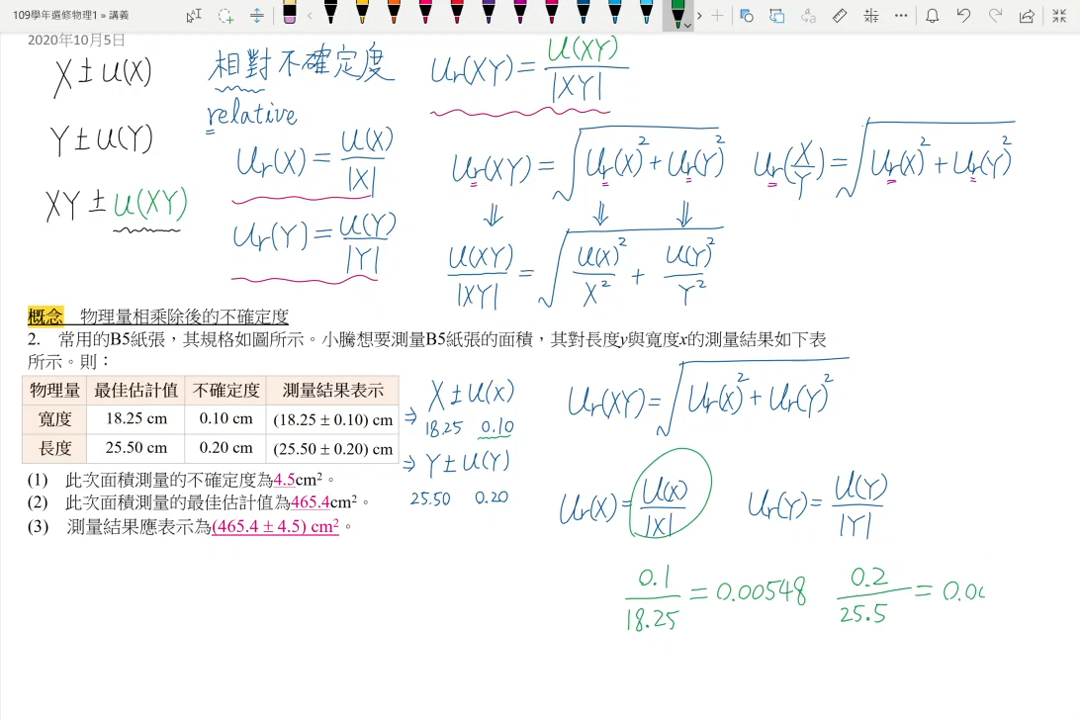 109學年選修物理1 » 講義
2020年10月5日
X ± u(X)
Y ± u(Y)
XY ± u(XY)
相對不確定度
relative
Ur(X) = u(X) / |X|
Ur(Y) = u(Y) / |Y|
Ur(XY) = u(XY) / |XY|
Ur(XY) = √(Ur(X)² + Ur(Y)²)
Ur(X/Y) = √(Ur(X)² + Ur(Y)²)
⇓ ⇓ ⇓
u(XY) / |XY| = √(u(X)² / X² + u(Y)² / Y²)
概念 物理量相乘除後的不確定度
2. 常用的B5紙張，其規格如圖所示。小騰想要測量B5紙張的面積，其對長度y與寬度x的測量結果如下表
所示。則：
物理量 最佳估計值 不確定度 測量結果表示
寬度 18.25 cm 0.10 cm (18.25 ± 0.10) cm
長度 25.50 cm 0.20 cm (25.50 ± 0.20) cm
(1) 此次面積測量的不確定度為4.5cm²。
(2) 此次面積測量的最佳估計值為465.4cm²。
(3) 測量結果應表示為(465.4 ± 4.5) cm²。
⇒ X ± u(x)
18.25 0.10
⇒ Y ± u(Y)
25.50 0.20
Ur(XY) = √(Ur(X)² + Ur(Y)²)
Ur(X) = u(x) / |X|
Ur(Y) = u(Y) / |Y|
0.1 / 18.25 = 0.00548
0.2 / 25.5 = 0.00